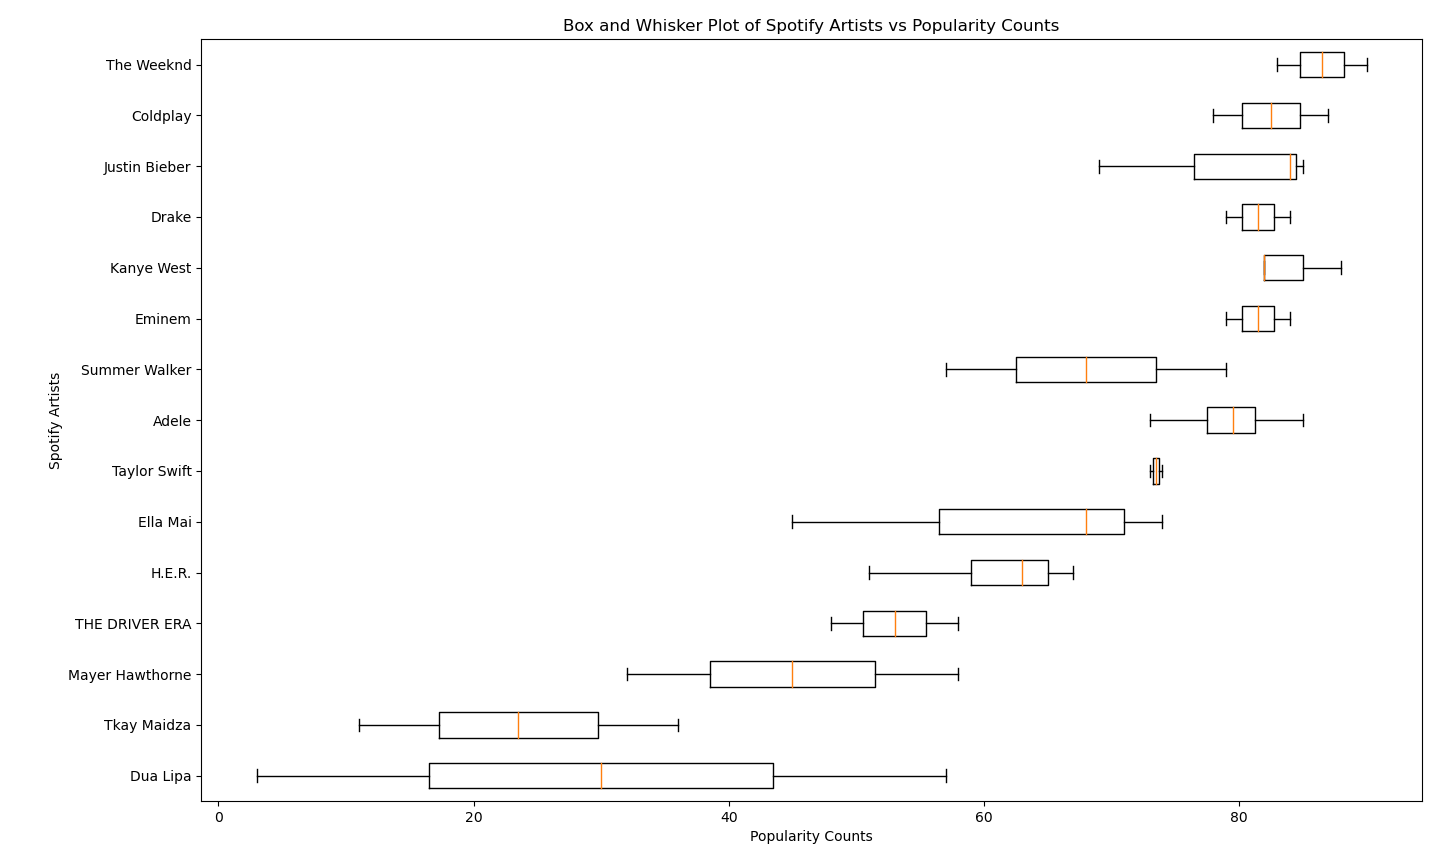 Box and Whisker Plot of Spotify Artists vs Popularity Counts
The Weeknd
Coldplay
Justin Bieber
Drake
Kanye West
Eminem
Summer Walker
Adele
Taylor Swift
Ella Mai
H.E.R.
THE DRIVER ERA
Mayer Hawthorne
Tkay Maidza
Dua Lipa
Spotify Artists
0 20 40 60 80
Popularity Counts